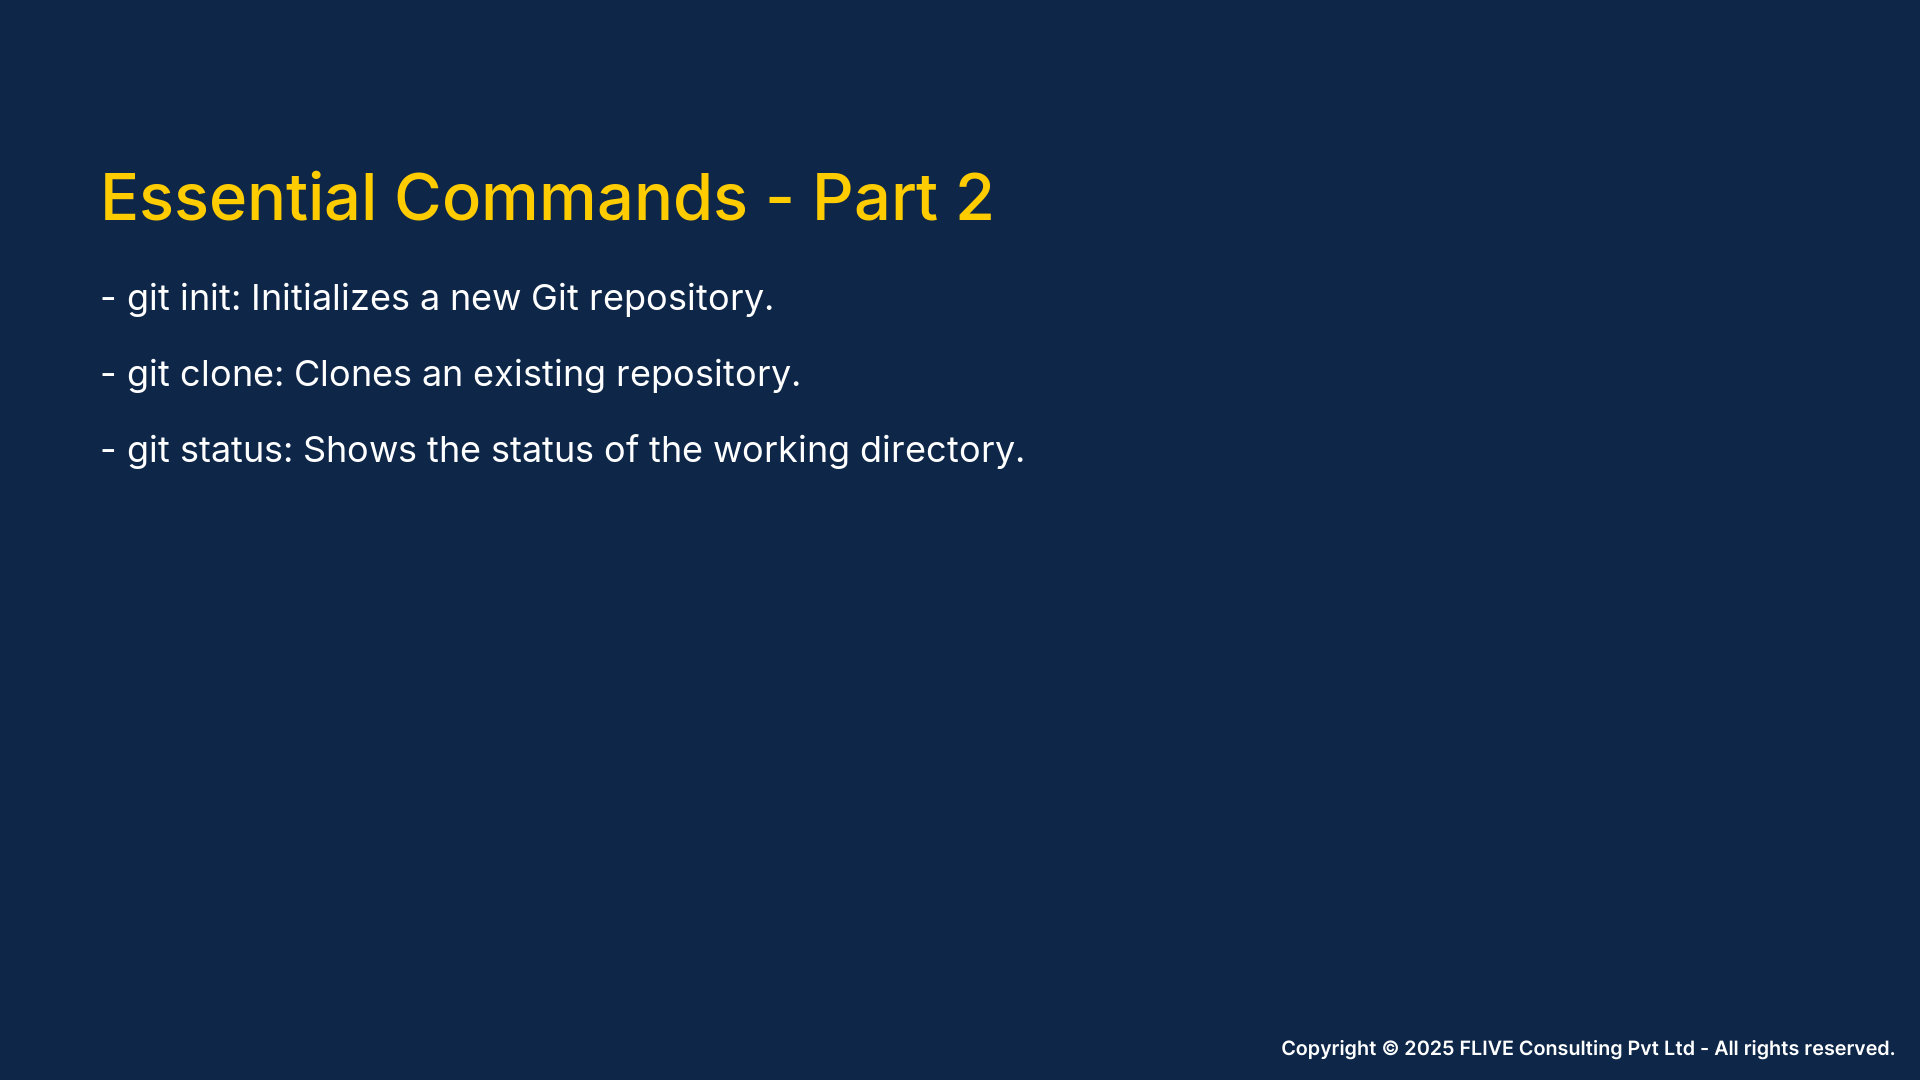 Essential Commands - Part 2
- git init: Initializes a new Git repository.
- git clone: Clones an existing repository.
- git status: Shows the status of the working directory.
Copyright © 2025 FLIVE Consulting Pvt Ltd - All rights reserved.